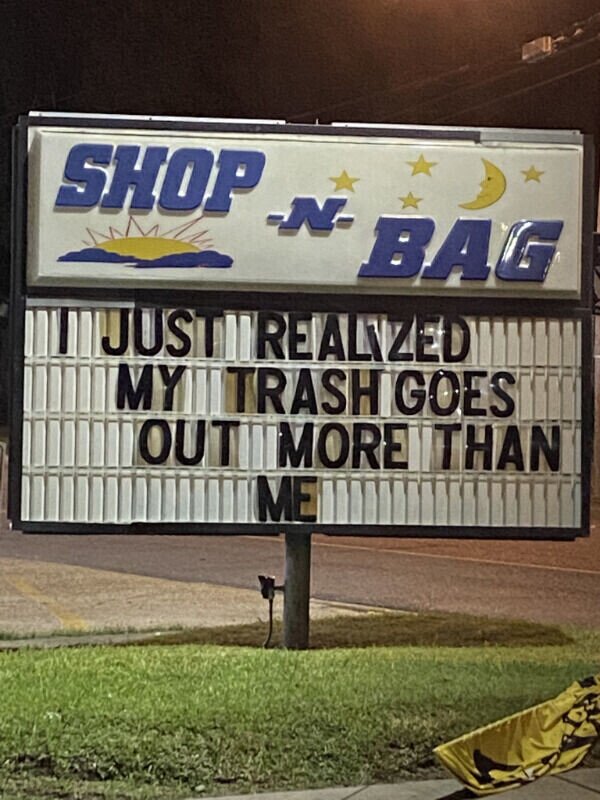 SHOP
-N-
BAG
I JUST REALIZED
MY TRASH GOES
OUT MORE THAN
ME